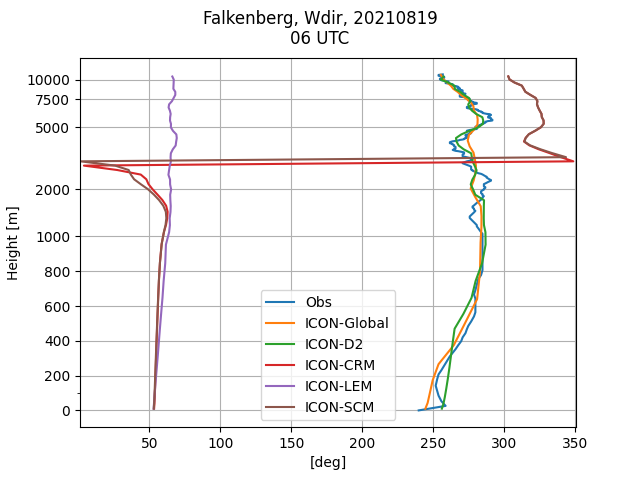 Falkenberg, Wdir, 20210819
06 UTC
10000
7500
5000
2000
1000
800
600
400
200
0
Height [m]
Obs
ICON-Global
ICON-D2
ICON-CRM
ICON-LEM
ICON-SCM
50
100
150
200
250
300
350
[deg]